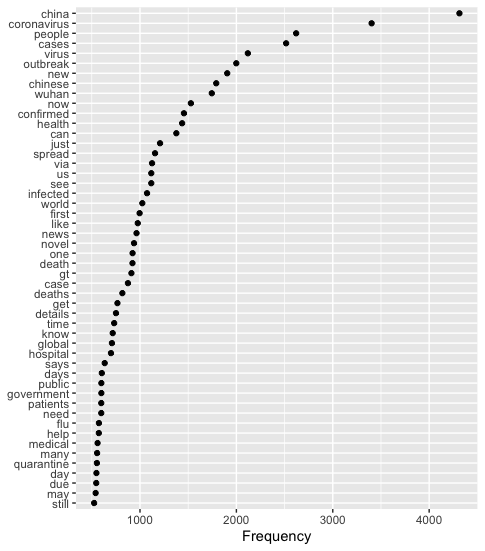 china
coronavirus
people
cases
virus
outbreak
new
chinese
wuhan
now
confirmed
health
can
just
spread
via
us
see
infected
world
first
like
news
novel
one
death
gt
case
deaths
get
details
time
know
global
hospital
says
days
public
government
patients
need
flu
help
medical
many
quarantine
day
due
may
still
1000 2000 3000 4000
Frequency